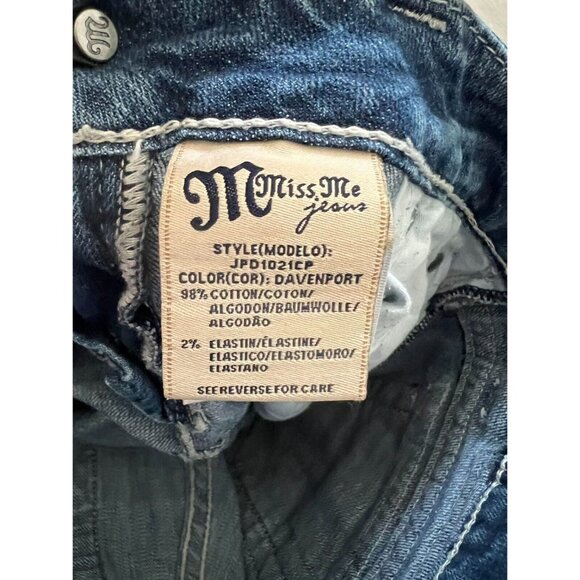 M
M Miss Me
jeans
STYLE(MODELO):
JPD1021CP
COLOR(COR): DAVENPORT
98% COTTON/COTON/
ALGODON/BAUMWOLLE/
ALGODÃO
2% ELASTIN/ÉLASTINE/
ELASTICO/ELASTOMORO/
ELASTANO
SEE REVERSE FOR CARE